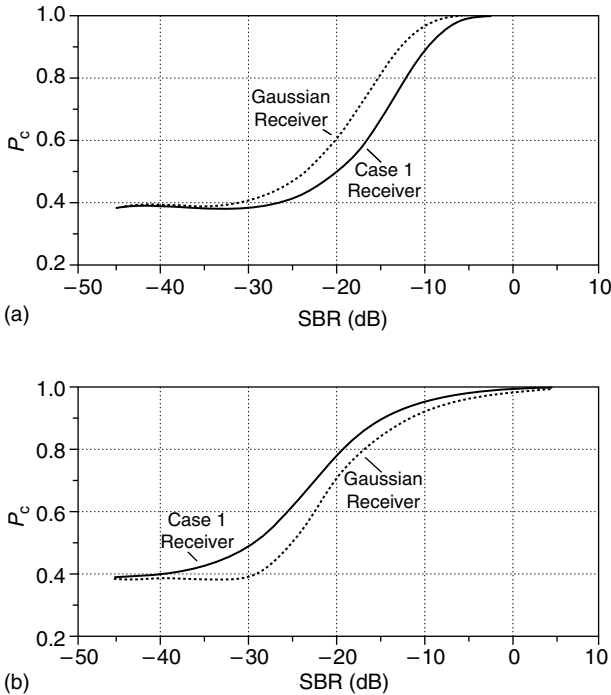 (a)
1.0
0.8
0.6
0.4
0.2
Pc
Gaussian
Receiver
Case 1
Receiver
−50
−40
−30
−20
−10
0
10
SBR (dB)
(b)
1.0
0.8
0.6
0.4
0.2
Pc
Case 1
Receiver
Gaussian
Receiver
−50
−40
−30
−20
−10
0
10
SBR (dB)